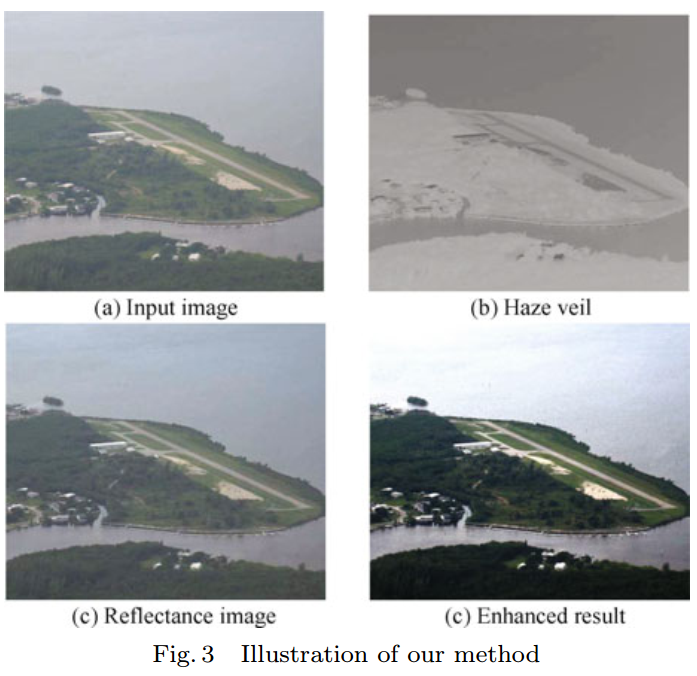 (a) Input image
(b) Haze veil
(c) Reflectance image
(c) Enhanced result
Fig. 3 Illustration of our method